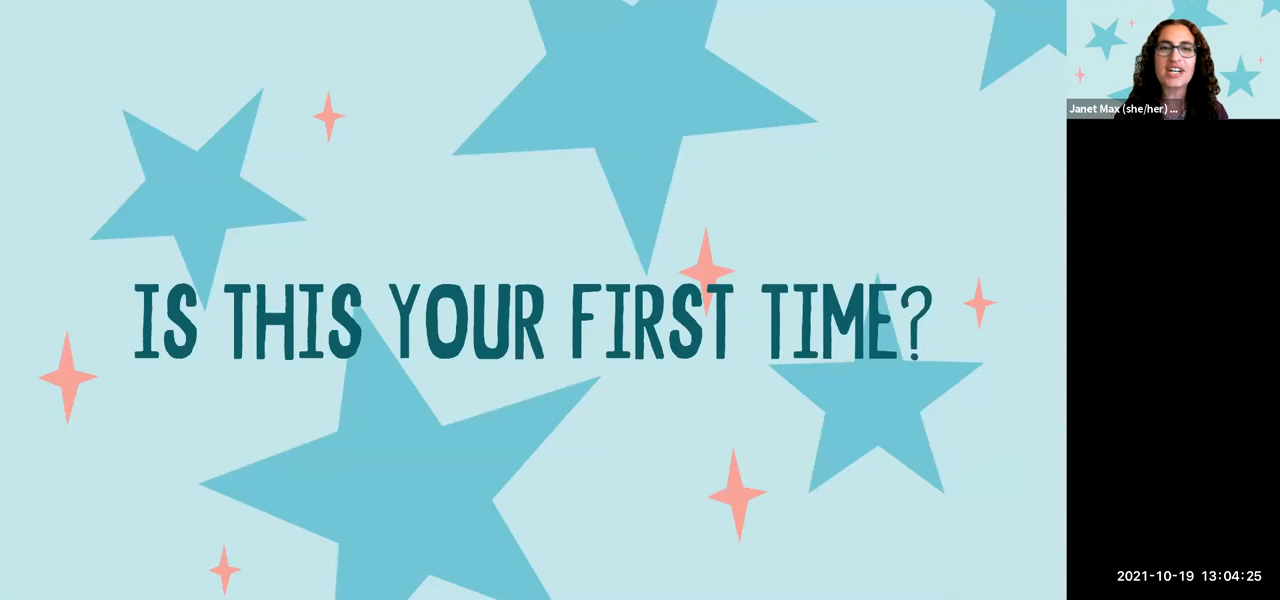 IS THIS YOUR FIRST TIME?
Janet Max (she/her) ...
2021-10-19 13:04:25